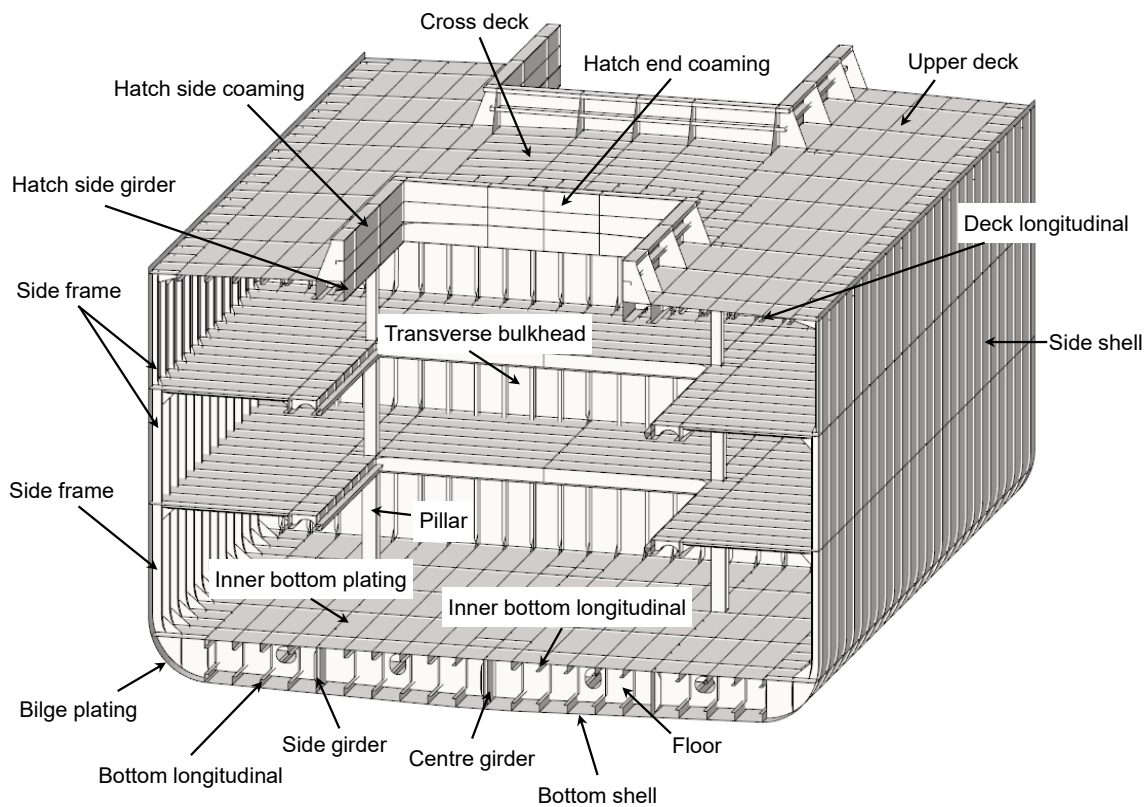 Cross deck
Hatch end coaming
Upper deck
Hatch side coaming
Hatch side girder
Deck longitudinal
Side frame
Transverse bulkhead
Side shell
Side frame
Pillar
Inner bottom plating
Inner bottom longitudinal
Bilge plating
Side girder
Floor
Centre girder
Bottom longitudinal
Bottom shell